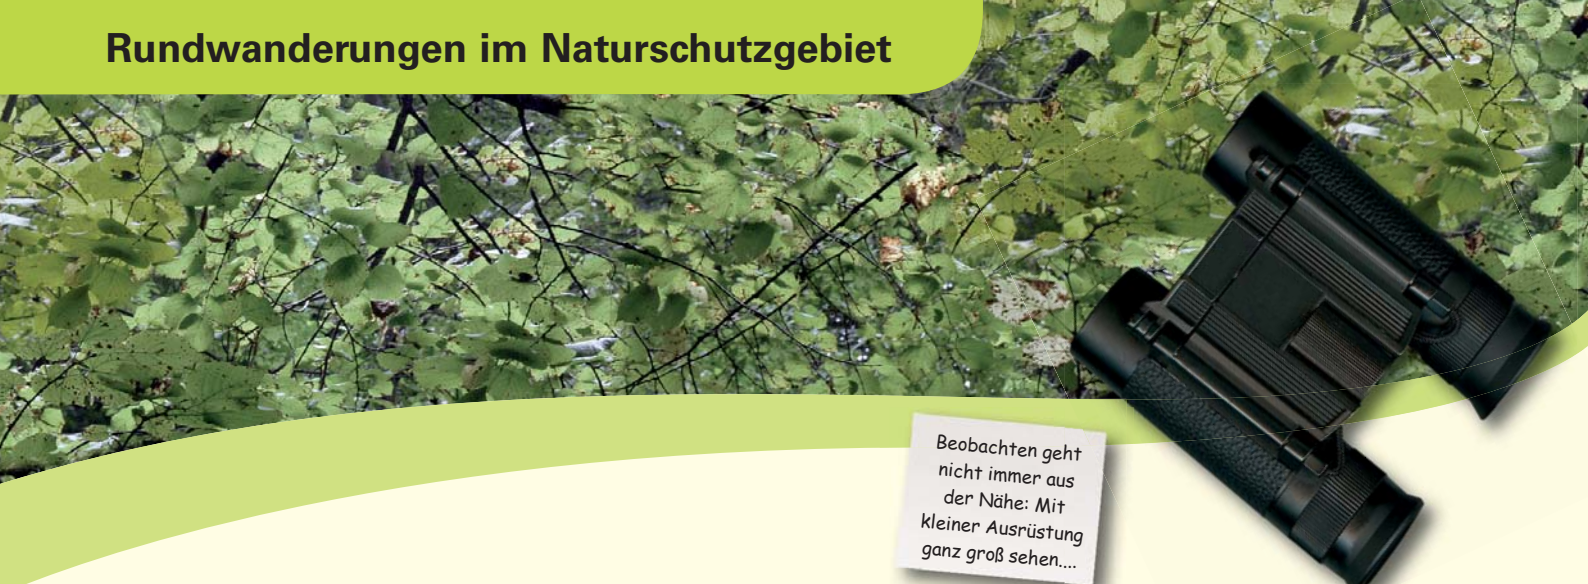 Rundwanderungen im Naturschutzgebiet
Beobachten geht
nicht immer aus
der Nähe: Mit
kleiner Ausrüstung
ganz groß sehen....